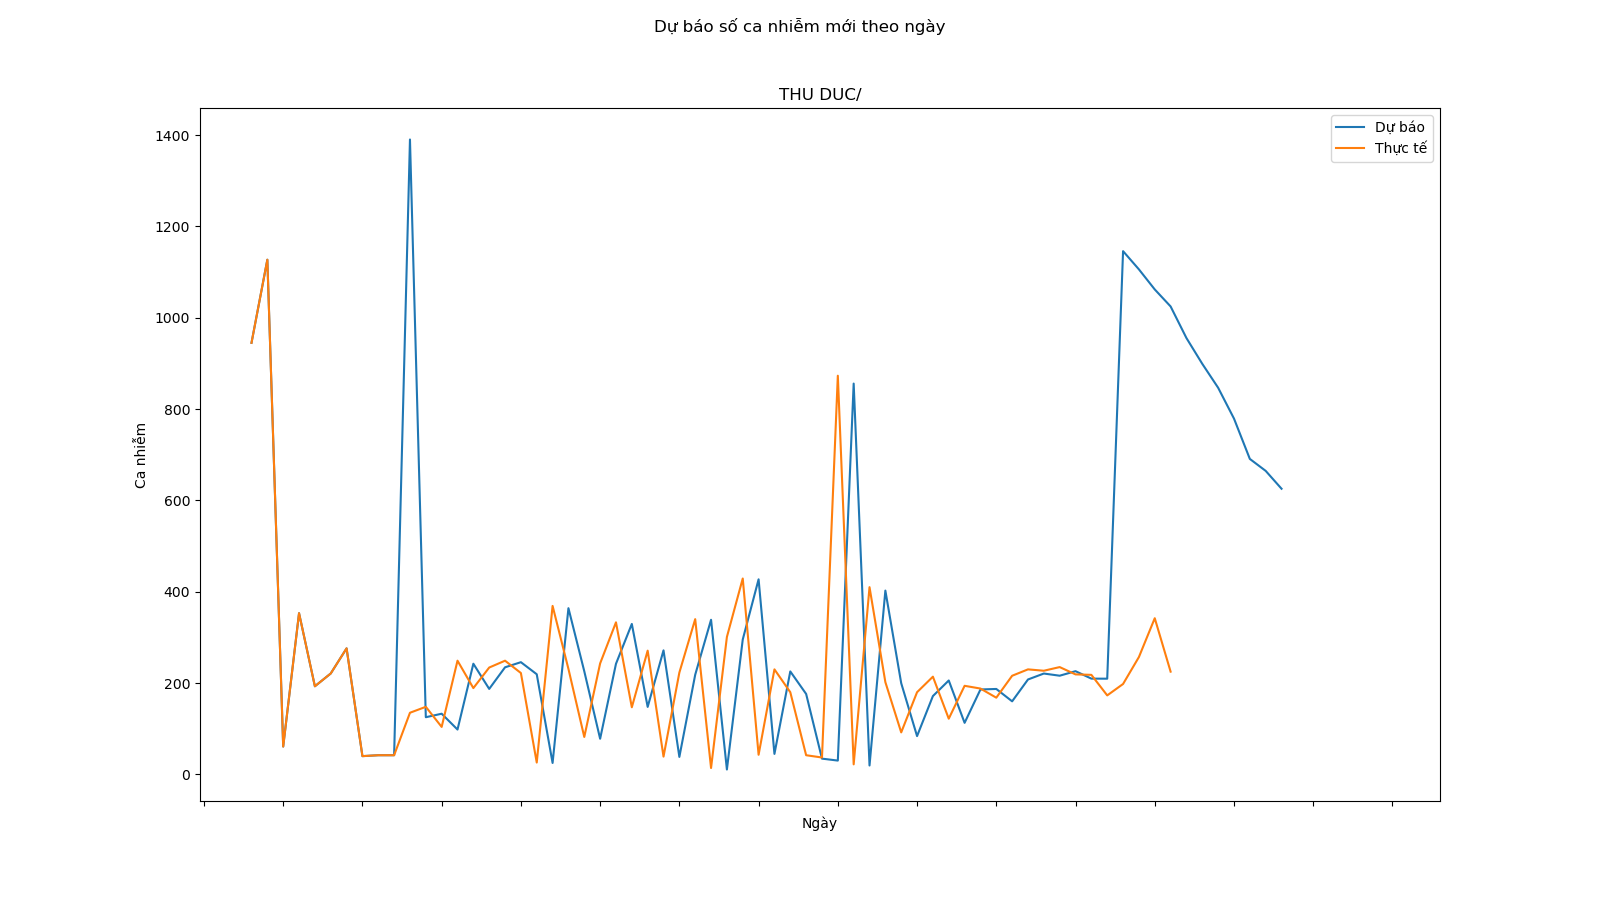 Dự báo số ca nhiễm mới theo ngày
THU DUC/
1400
1200
1000
800
600
400
200
0
Ca nhiễm
Ngày
Dự báo
Thực tế